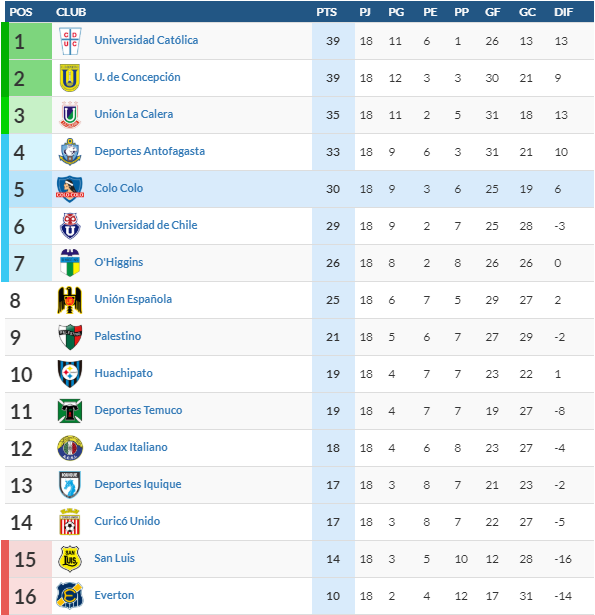 POS CLUB PTS PJ PG PE PP GF GC DIF
1 Universidad Católica 39 18 11 6 1 26 13 13
2 U. de Concepción 39 18 12 3 3 30 21 9
3 Unión La Calera 35 18 11 2 5 31 18 13
4 Deportes Antofagasta 33 18 9 6 3 31 21 10
5 COLO COLO Colo Colo 30 18 9 3 6 25 19 6
6 Universidad de Chile 29 18 9 2 7 25 28 -3
7 O'Higgins 26 18 8 2 8 26 26 0
8 Unión Española 25 18 6 7 5 29 27 2
9 Palestino 21 18 5 6 7 27 29 -2
10 Huachipato 19 18 4 7 7 23 22 1
11 Deportes Temuco 19 18 4 7 7 19 27 -8
12 Audax Italiano 18 18 4 6 8 23 27 -4
13 IQUIQUE Deportes Iquique 17 18 3 8 7 21 23 -2
14 Curicó Unido 17 18 3 8 7 22 27 -5
15 SAN LUIS San Luis 14 18 3 5 10 12 28 -16
16 Everton 10 18 2 4 12 17 31 -14